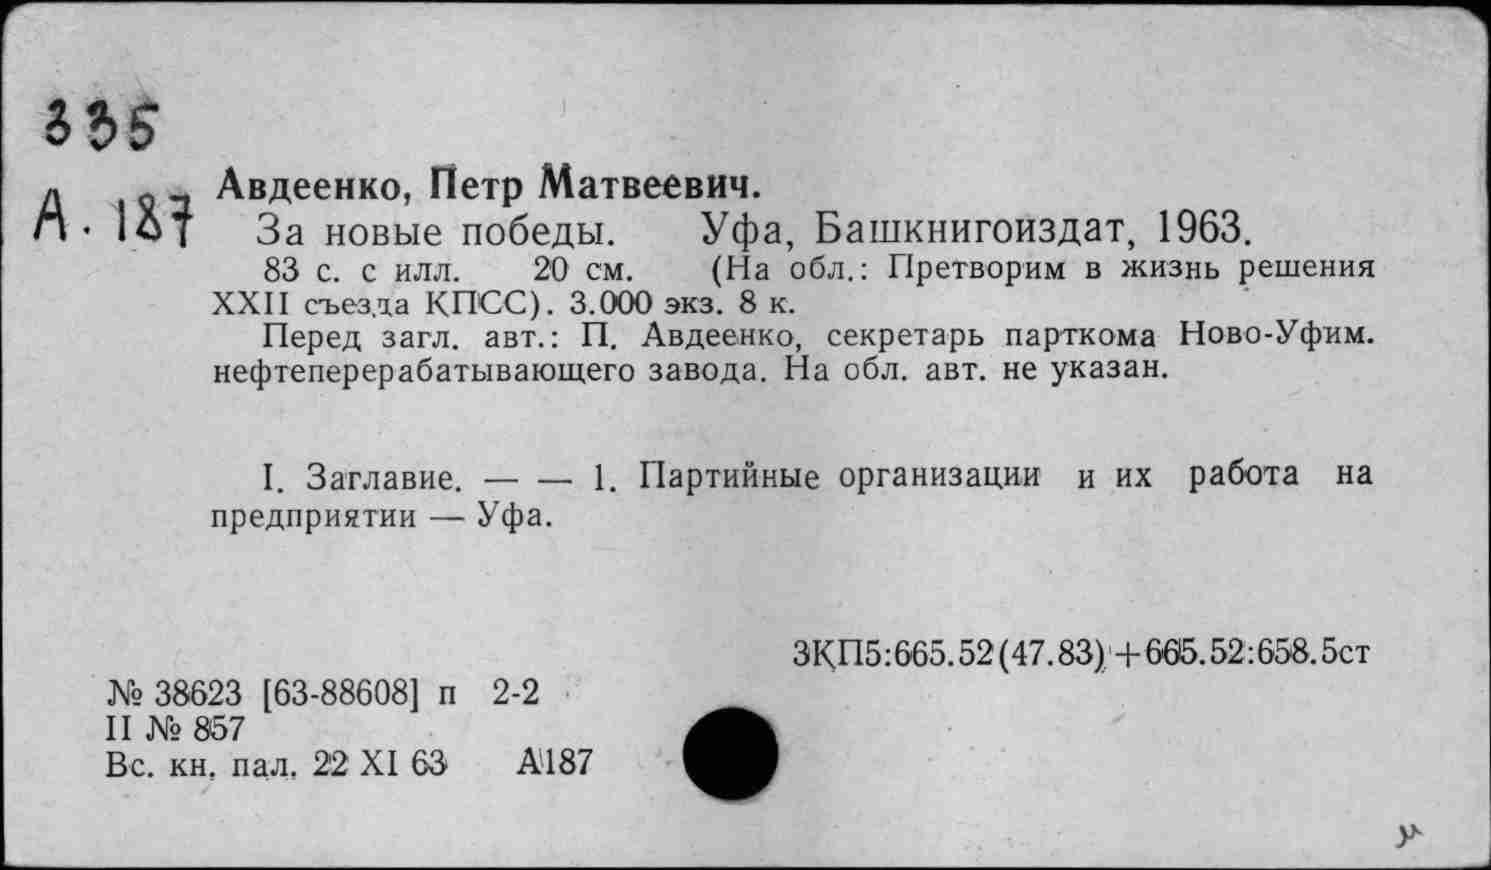 335
А. 187
Авдеенко, Петр Матвеевич.
За новые победы. Уфа, Башкнигоиздат, 1963.
83 с. с илл. 20 см. (На обл.: Претворим в жизнь решения
XXII съезда КПСС). 3.000 экз. 8 к.
Перед загл. авт.: П. Авдеенко, секретарь парткома Ново-Уфим.
нефтеперерабатывающего завода. На обл. авт. не указан.
I. Заглавие. — — 1. Партийные организации и их работа на
предприятии — Уфа.
3КП5:665.52(47.83)+665.52:658.5ст
№ 38623 [63-88608] п 2-2
II № 857
Вс. кн. пал. 22 XI 63 А187
у